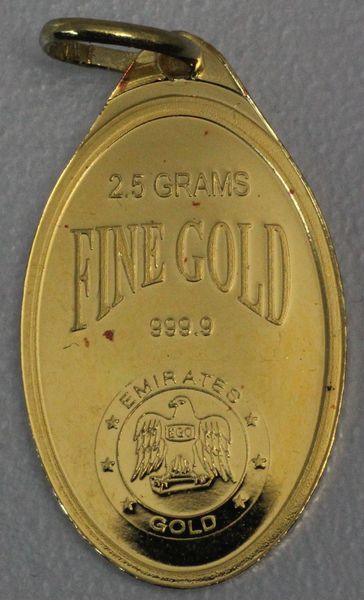 2.5 GRAMS
FINE GOLD
999.9
EMIRATES
EGO
GOLD